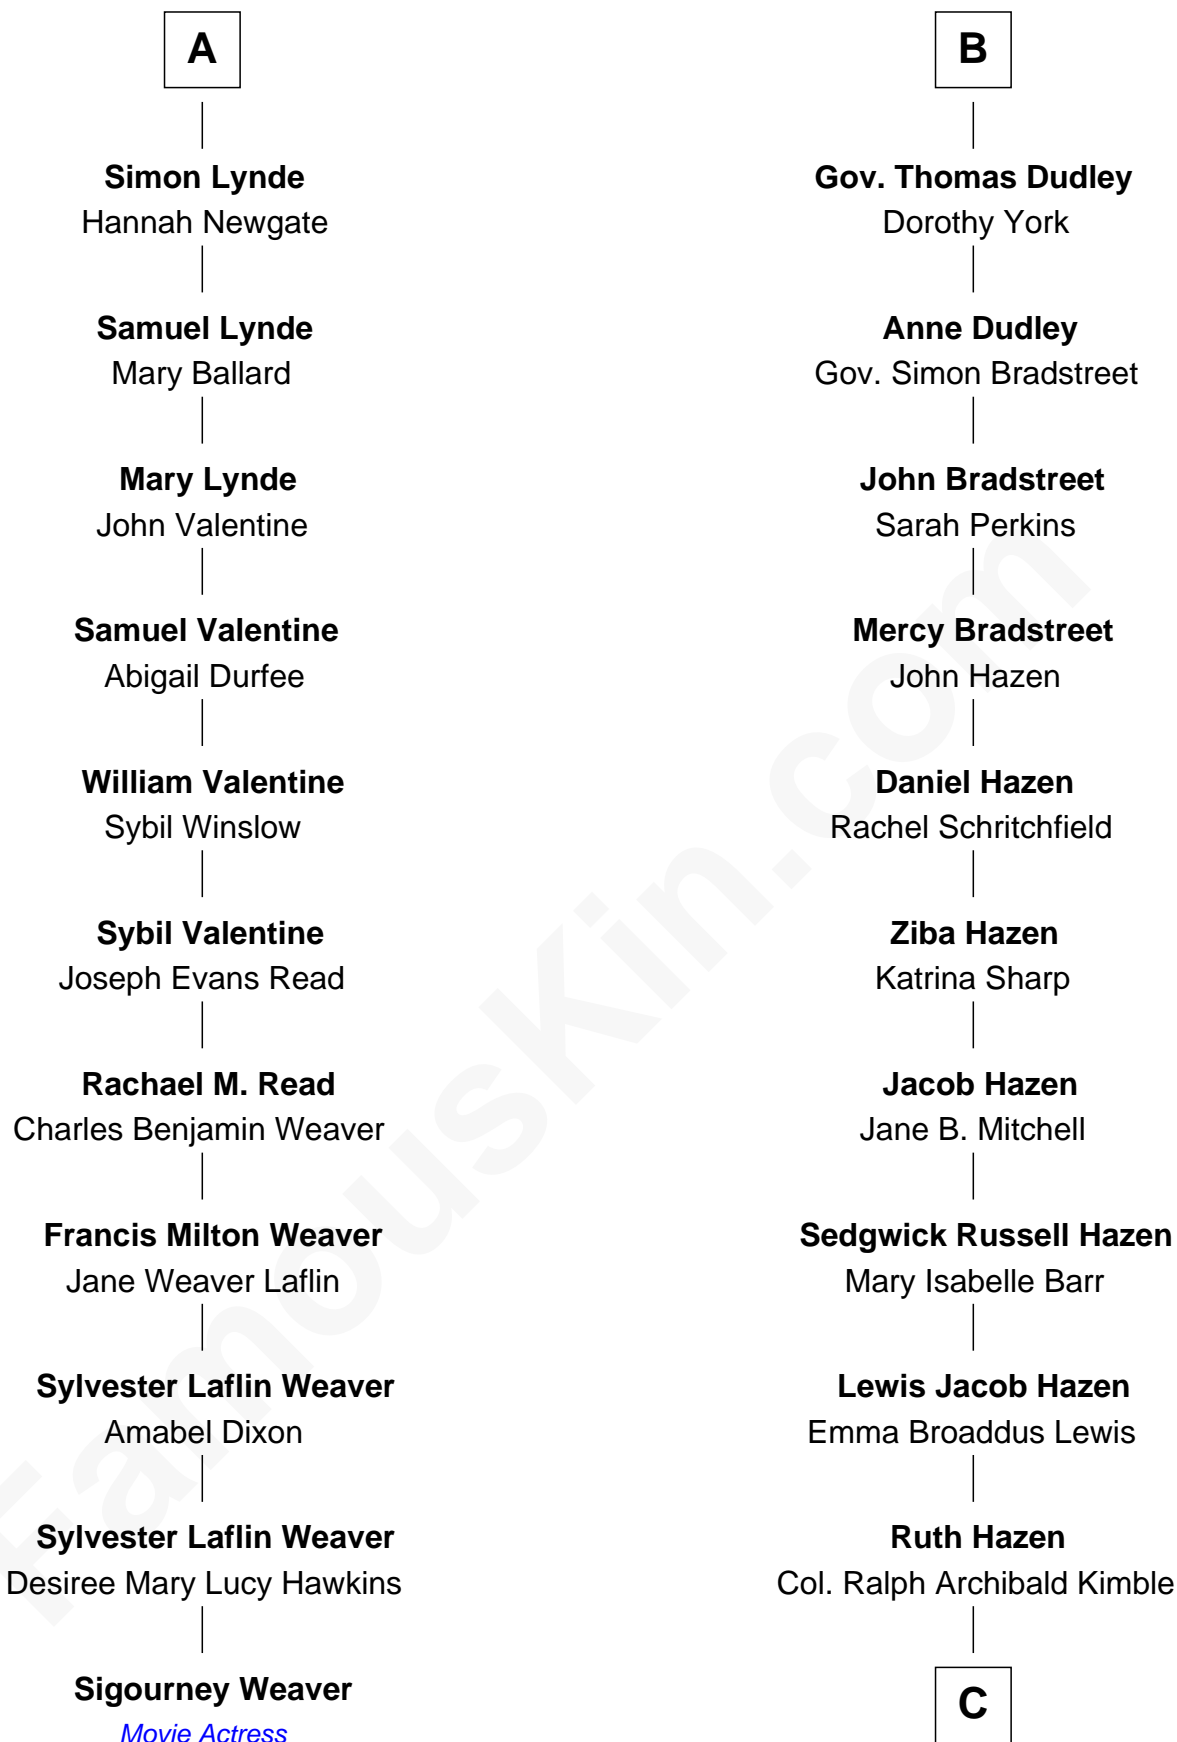 A
Simon Lynde
Hannah Newgate
Samuel Lynde
Mary Ballard
Mary Lynde
John Valentine
Samuel Valentine
Abigail Durfee
William Valentine
Sybil Winslow
Sybil Valentine
Joseph Evans Read
Rachael M. Read
Charles Benjamin Weaver
Francis Milton Weaver
Jane Weaver Laflin
Sylvester Laflin Weaver
Amabel Dixon
Sylvester Laflin Weaver
Desiree Mary Lucy Hawkins
Sigourney Weaver
Movie Actress
B
Gov. Thomas Dudley
Dorothy York
Anne Dudley
Gov. Simon Bradstreet
John Bradstreet
Sarah Perkins
Mercy Bradstreet
John Hazen
Daniel Hazen
Rachel Schritchfield
Ziba Hazen
Katrina Sharp
Jacob Hazen
Jane B. Mitchell
Sedgwick Russell Hazen
Mary Isabelle Barr
Lewis Jacob Hazen
Emma Broaddus Lewis
Ruth Hazen
Col. Ralph Archibald Kimble
C
FamousKin.com